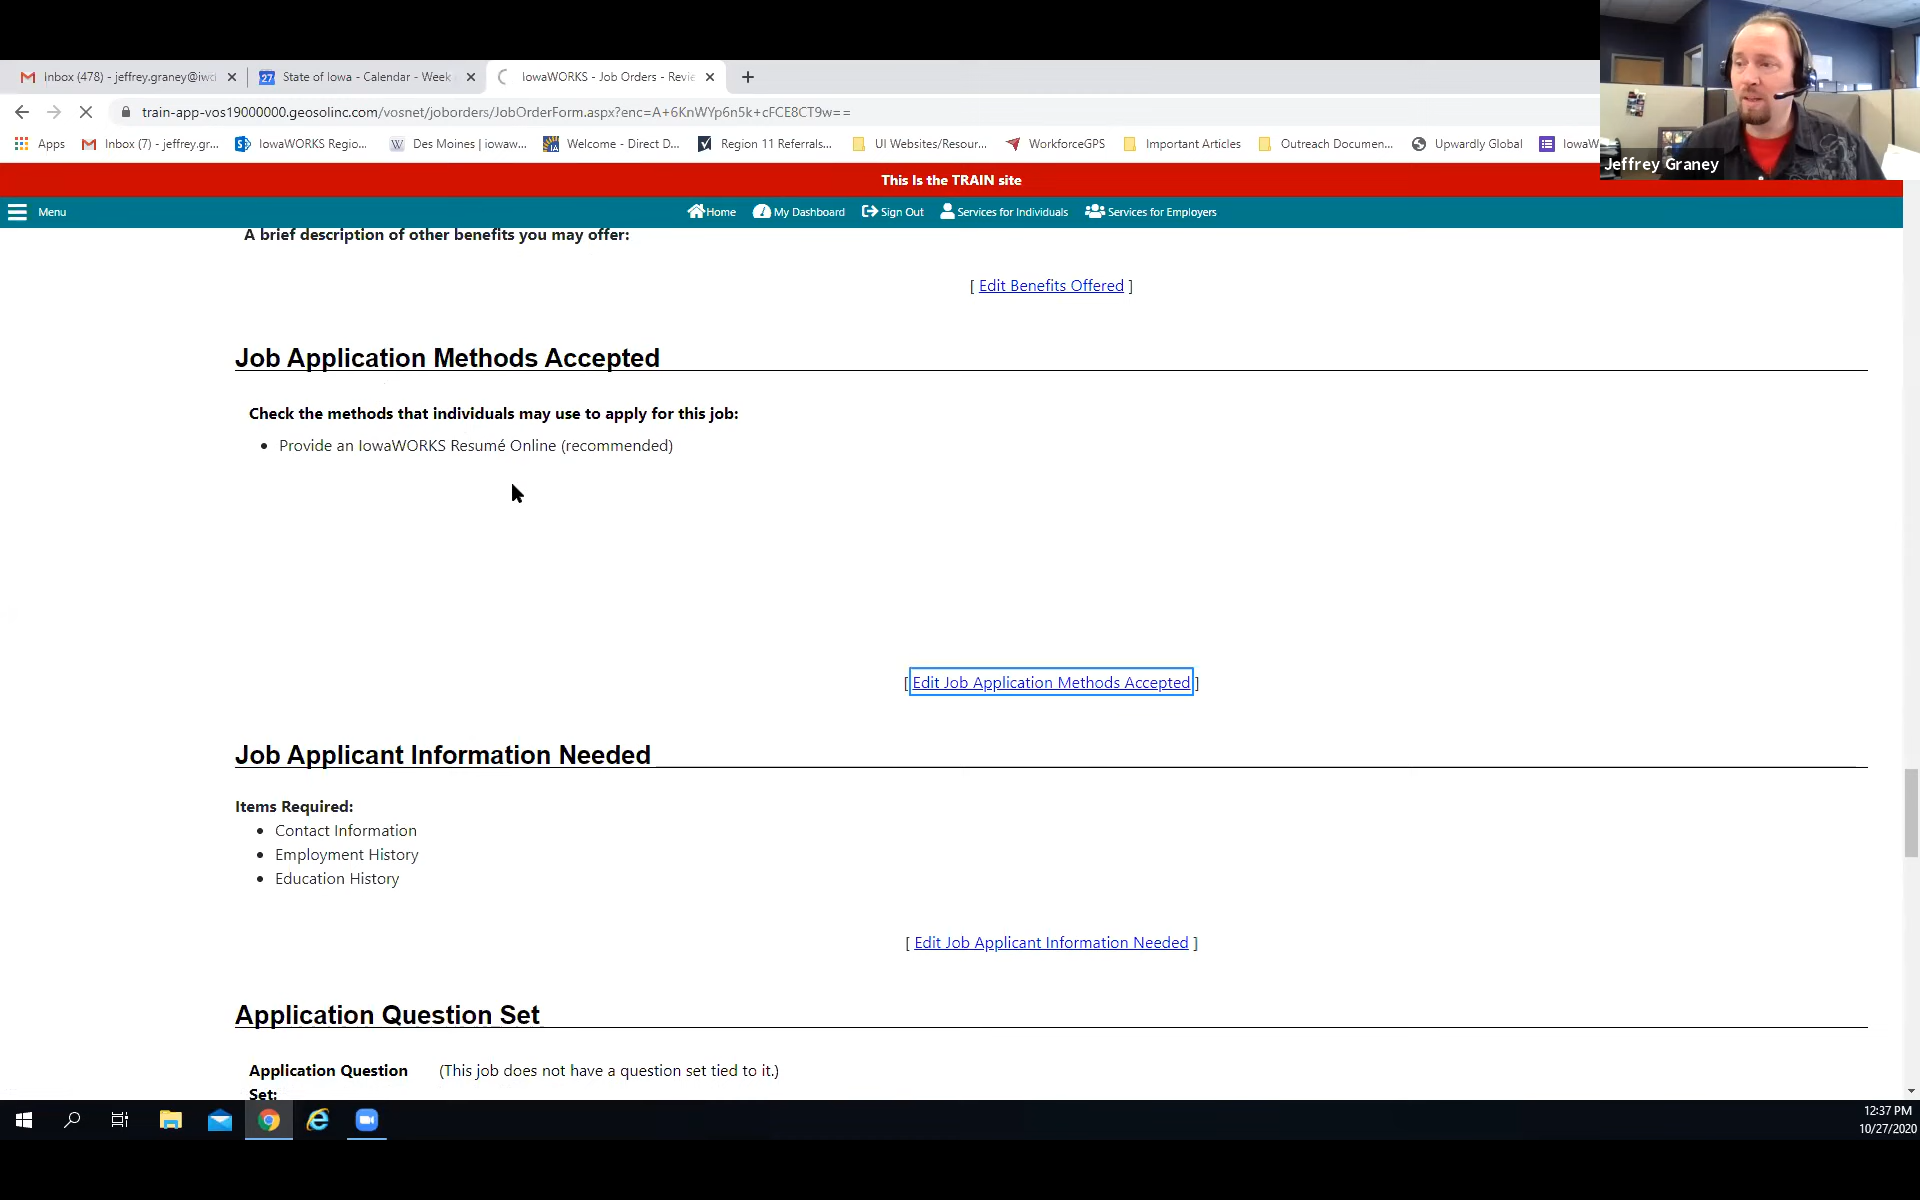 Inbox (478) - jeffrey.graney@iwd
State of Iowa - Calendar - Week
IowaWORKS - Job Orders - Revie
train-app-vos19000000.geosolinc.com/vosnet/joborders/JobOrderForm.aspx?enc=A+6KnWYp6n5k+cFCE8CT9w==
Apps
Inbox (7) - jeffrey.gr...
IowaWORKS Regio...
Des Moines | iowaw...
Welcome - Direct D...
Region 11 Referrals...
UI Websites/Resour...
WorkforceGPS
Important Articles
Outreach Documen...
Upwardly Global
IowaW
Jeffrey Graney
This Is the TRAIN site
Menu
Home
My Dashboard
Sign Out
Services for Individuals
Services for Employers
A brief description of other benefits you may offer:
[ Edit Benefits Offered ]
Job Application Methods Accepted
Check the methods that individuals may use to apply for this job:
Provide an IowaWORKS Resumé Online (recommended)
[ Edit Job Application Methods Accepted ]
Job Applicant Information Needed
Items Required:
Contact Information
Employment History
Education History
[ Edit Job Applicant Information Needed ]
Application Question Set
Application Question Set:
(This job does not have a question set tied to it.)
12:37 PM
10/27/2020